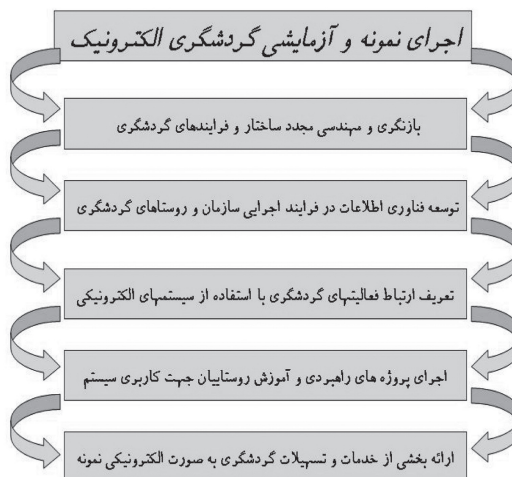 اجرای نمونه و آزمایشی گردشگری الکترونیک
بازنگری و مهندسی مجدد ساختار و فرایندهای گردشگری
توسعه فناوری اطلاعات در فرایند اجرایی سازمان و روستاهای گردشگری
تعریف ارتباط فعالیتهای گردشگری با استفاده از سیستمهای الکترونیکی
اجرای پروژه های راهبردی و آموزش روستاییان جهت کاربری سیستم
ارائه بخشی از خدمات و تسهیلات گردشگری به صورت الکترونیکی نمونه